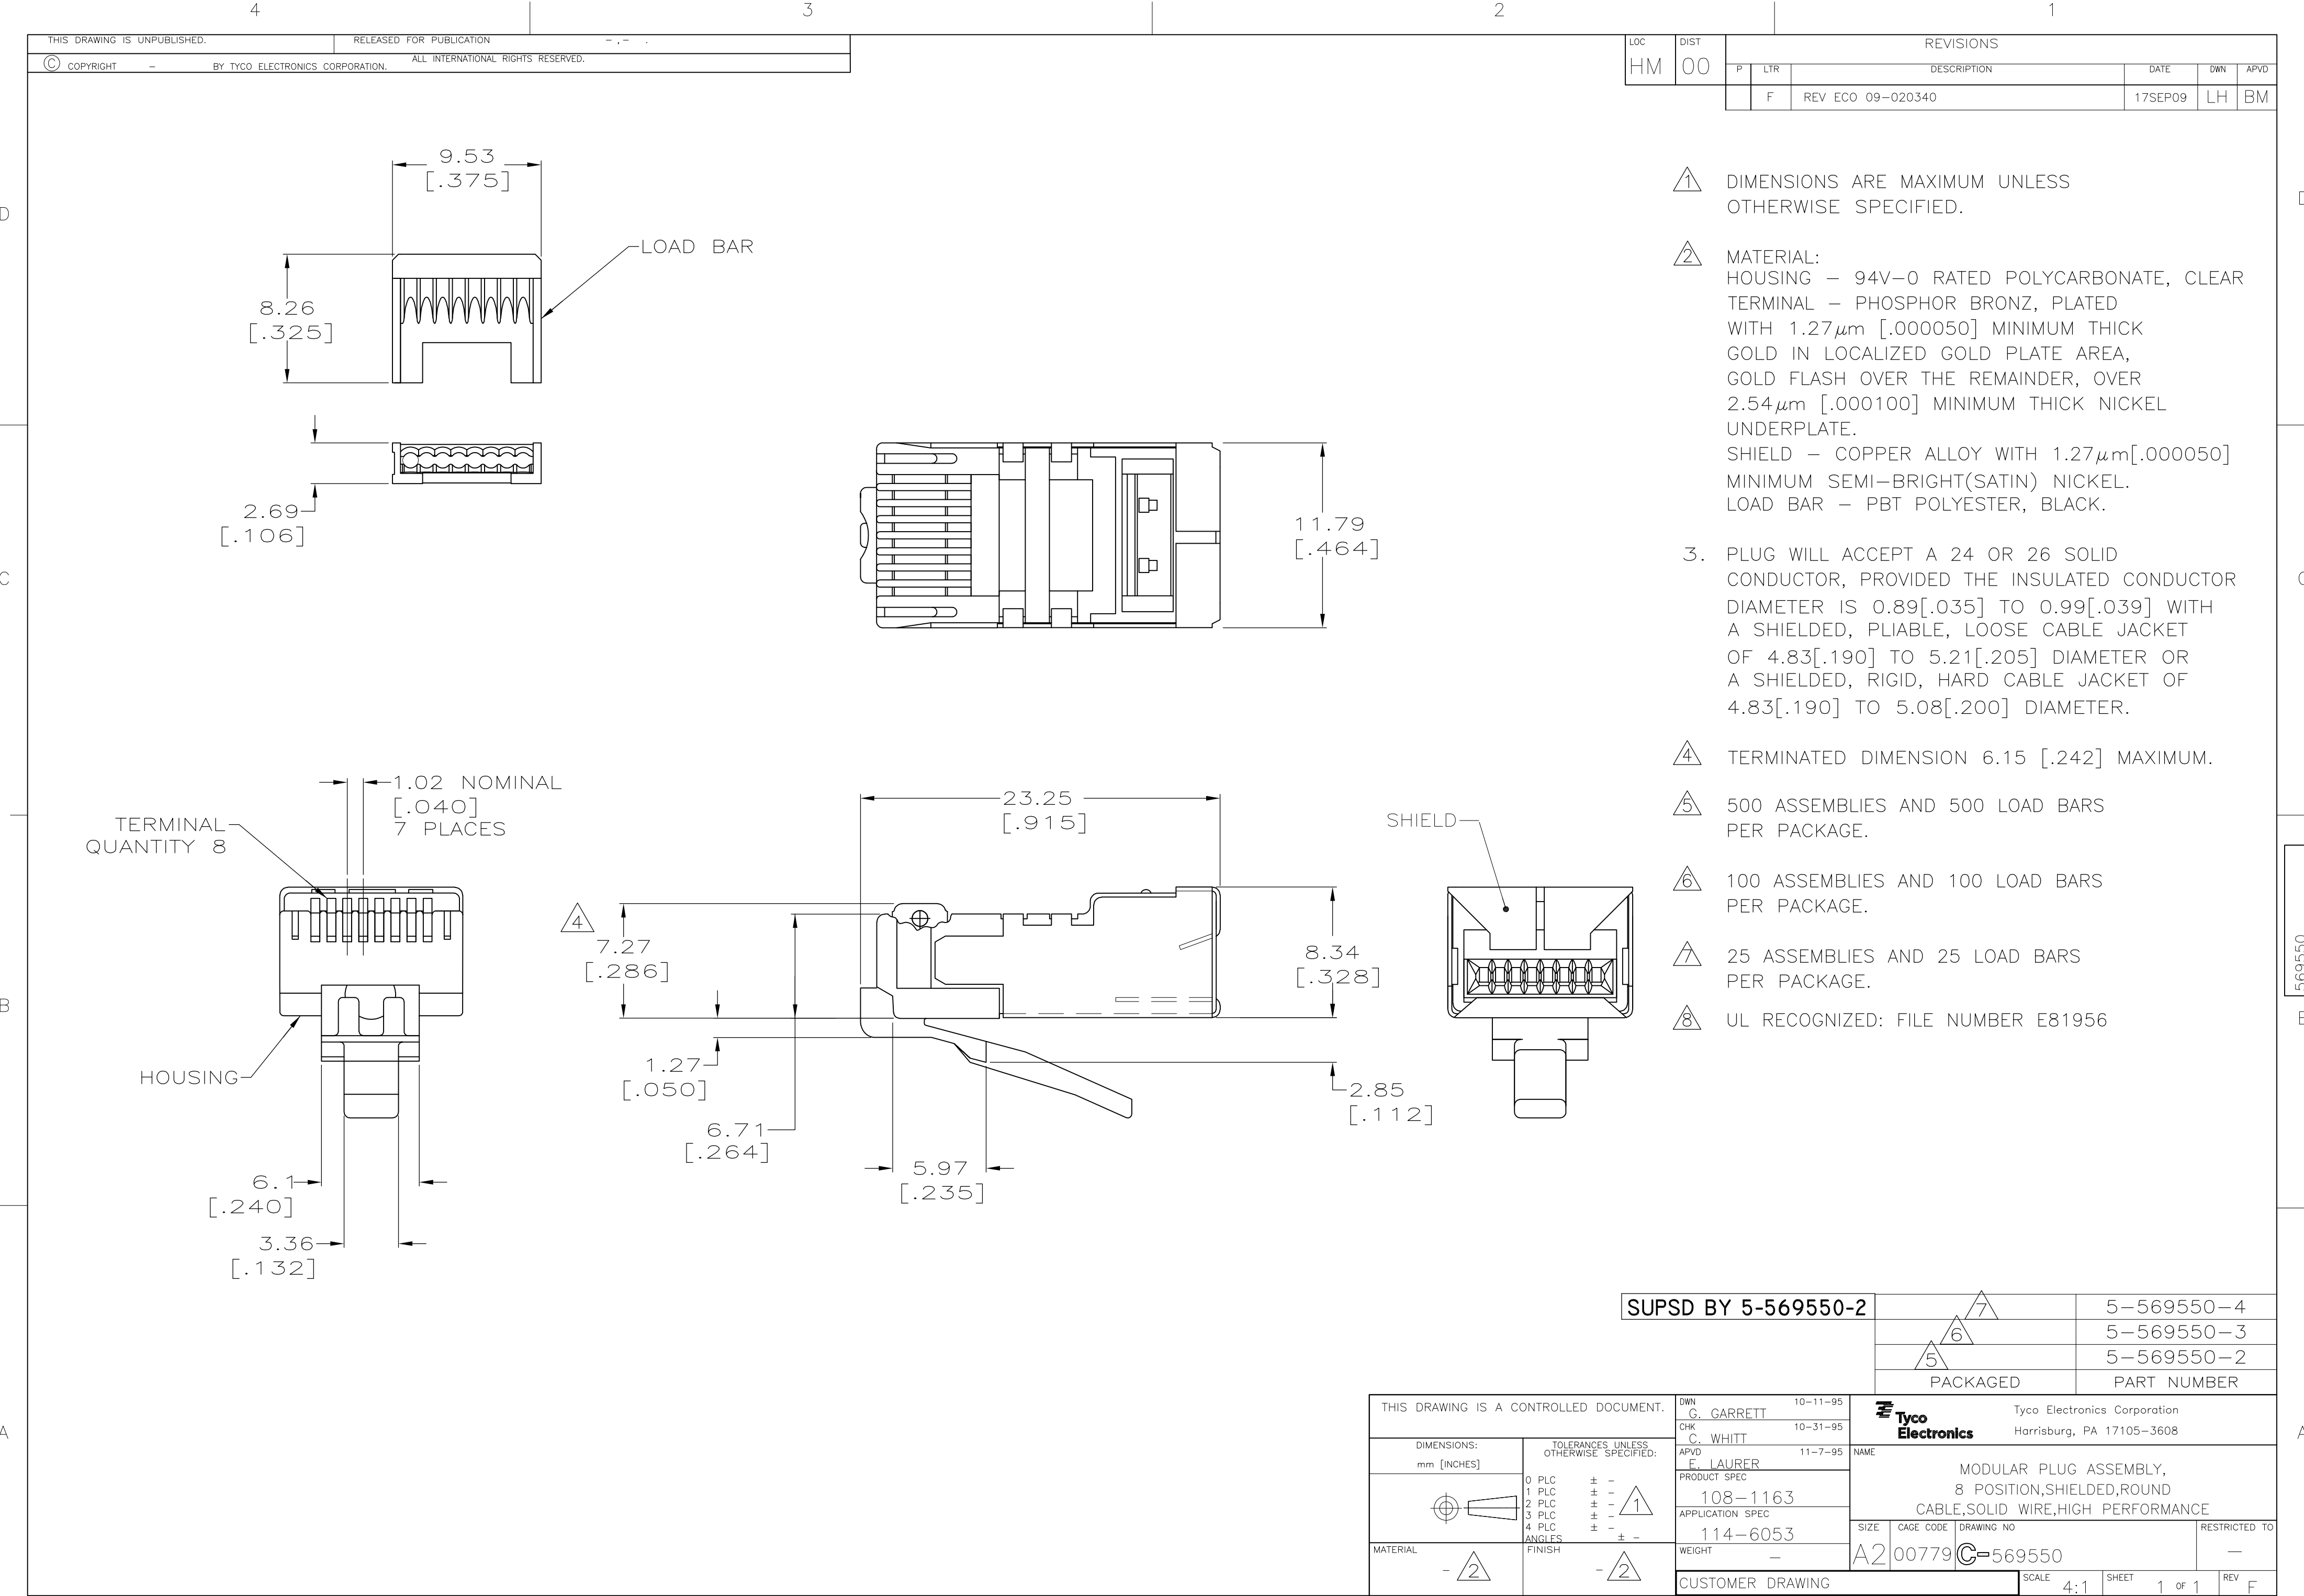 4
3
2
1
THIS DRAWING IS UNPUBLISHED.
RELEASED FOR PUBLICATION
- ,- .
© COPYRIGHT -
BY TYCO ELECTRONICS CORPORATION.
ALL INTERNATIONAL RIGHTS RESERVED.
LOC
HM
DIST
00
REVISIONS
P LTR DESCRIPTION DATE DWN APVD
F REV ECO 09-020340 17SEP09 LH BM
D
C
B
A
9.53
[.375]
LOAD BAR
8.26
[.325]
2.69
[.106]
11.79
[.464]
1 DIMENSIONS ARE MAXIMUM UNLESS
OTHERWISE SPECIFIED.
2 MATERIAL:
HOUSING - 94V-0 RATED POLYCARBONATE, CLEAR
TERMINAL - PHOSPHOR BRONZ, PLATED
WITH 1.27μm [.000050] MINIMUM THICK
GOLD IN LOCALIZED GOLD PLATE AREA,
GOLD FLASH OVER THE REMAINDER, OVER
2.54μm [.000100] MINIMUM THICK NICKEL
UNDERPLATE.
SHIELD - COPPER ALLOY WITH 1.27μm[.000050]
MINIMUM SEMI-BRIGHT(SATIN) NICKEL.
LOAD BAR - PBT POLYESTER, BLACK.
3. PLUG WILL ACCEPT A 24 OR 26 SOLID
CONDUCTOR, PROVIDED THE INSULATED CONDUCTOR
DIAMETER IS 0.89[.035] TO 0.99[.039] WITH
A SHIELDED, PLIABLE, LOOSE CABLE JACKET
OF 4.83[.190] TO 5.21[.205] DIAMETER OR
A SHIELDED, RIGID, HARD CABLE JACKET OF
4.83[.190] TO 5.08[.200] DIAMETER.
4 TERMINATED DIMENSION 6.15 [.242] MAXIMUM.
5 500 ASSEMBLIES AND 500 LOAD BARS
PER PACKAGE.
6 100 ASSEMBLIES AND 100 LOAD BARS
PER PACKAGE.
7 25 ASSEMBLIES AND 25 LOAD BARS
PER PACKAGE.
8 UL RECOGNIZED: FILE NUMBER E81956
1.02 NOMINAL
[.040]
7 PLACES
TERMINAL
QUANTITY 8
HOUSING
6.1
[.240]
3.36
[.132]
4
7.27
[.286]
1.27
[.050]
6.71
[.264]
5.97
[.235]
23.25
[.915]
8.34
[.328]
2.85
[.112]
SHIELD
569550
SUPSD BY 5-569550-2
7 5-569550-4
6 5-569550-3
5 5-569550-2
PACKAGED PART NUMBER
THIS DRAWING IS A CONTROLLED DOCUMENT.
DIMENSIONS:
mm [INCHES]
TOLERANCES UNLESS
OTHERWISE SPECIFIED:
0 PLC ± -
1 PLC ± -
2 PLC ± -
3 PLC ± -
4 PLC ± -
ANGLES ± -
1
MATERIAL
- 2
FINISH
- 2
DWN 10-11-95
G. GARRETT
CHK 10-31-95
C. WHITT
APVD 11-7-95
E. LAURER
PRODUCT SPEC
108-1163
APPLICATION SPEC
114-6053
WEIGHT
-
CUSTOMER DRAWING
Tyco
Electronics
Tyco Electronics Corporation
Harrisburg, PA 17105-3608
NAME
MODULAR PLUG ASSEMBLY,
8 POSITION,SHIELDED,ROUND
CABLE,SOLID WIRE,HIGH PERFORMANCE
SIZE
A2
CAGE CODE
00779
DRAWING NO
C-569550
RESTRICTED TO
-
SCALE 4:1
SHEET 1 OF 1
REV F